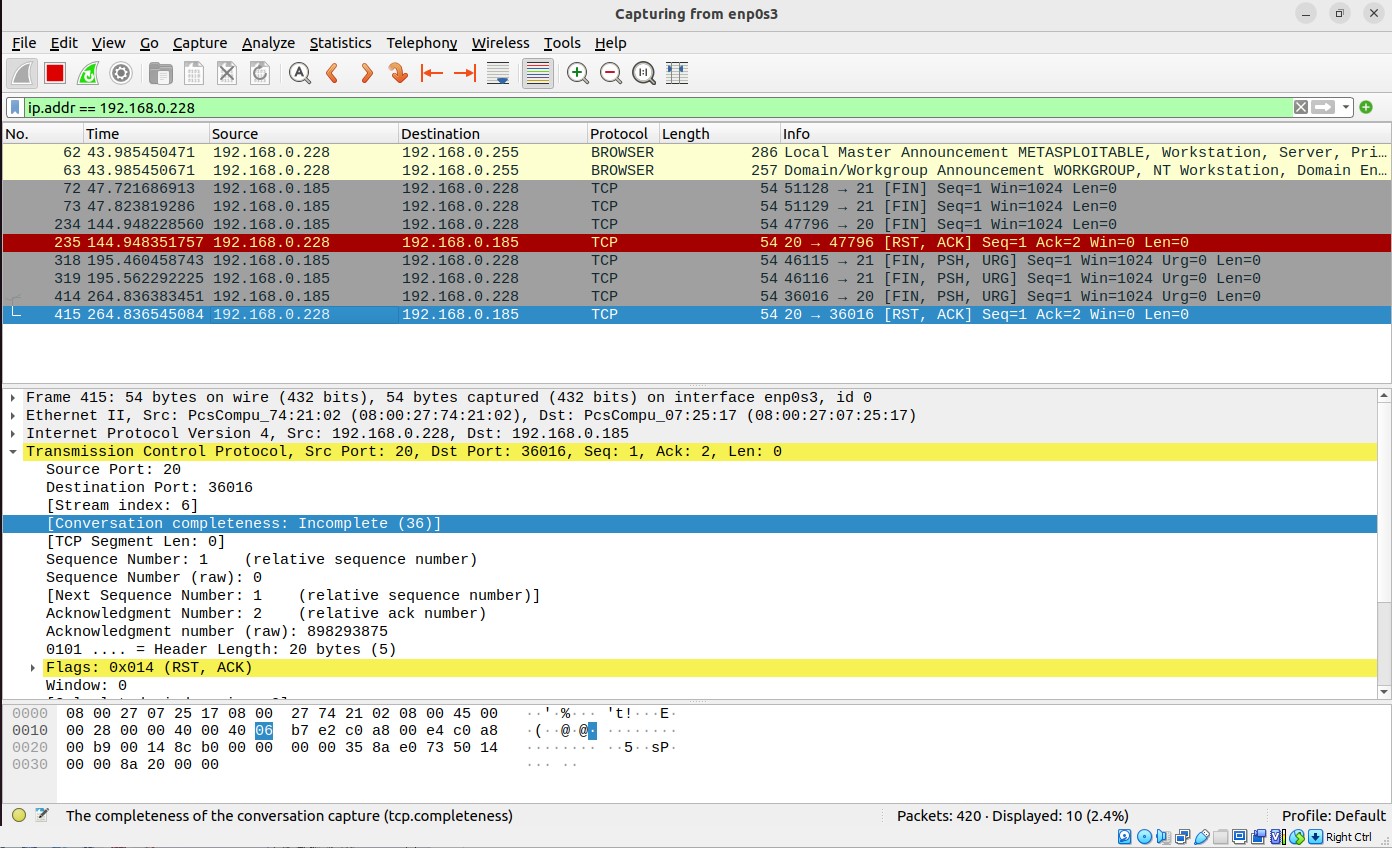 Capturing from enp0s3
File Edit View Go Capture Analyze Statistics Telephony Wireless Tools Help
ip.addr == 192.168.0.228
No. Time Source Destination Protocol Length Info
62 43.985450471 192.168.0.228 192.168.0.255 BROWSER 286 Local Master Announcement METASPLOITABLE, Workstation, Server, Pri…
63 43.985450671 192.168.0.228 192.168.0.255 BROWSER 257 Domain/Workgroup Announcement WORKGROUP, NT Workstation, Domain En…
72 47.721686913 192.168.0.185 192.168.0.228 TCP 54 51128 → 21 [FIN] Seq=1 Win=1024 Len=0
73 47.823819286 192.168.0.185 192.168.0.228 TCP 54 51129 → 21 [FIN] Seq=1 Win=1024 Len=0
234 144.948228560 192.168.0.185 192.168.0.228 TCP 54 47796 → 20 [FIN] Seq=1 Win=1024 Len=0
235 144.948351757 192.168.0.228 192.168.0.185 TCP 54 20 → 47796 [RST, ACK] Seq=1 Ack=2 Win=0 Len=0
318 195.460458743 192.168.0.185 192.168.0.228 TCP 54 46115 → 21 [FIN, PSH, URG] Seq=1 Win=1024 Urg=0 Len=0
319 195.562292225 192.168.0.185 192.168.0.228 TCP 54 46116 → 21 [FIN, PSH, URG] Seq=1 Win=1024 Urg=0 Len=0
414 264.836383451 192.168.0.185 192.168.0.228 TCP 54 36016 → 20 [FIN, PSH, URG] Seq=1 Win=1024 Urg=0 Len=0
415 264.836545084 192.168.0.228 192.168.0.185 TCP 54 20 → 36016 [RST, ACK] Seq=1 Ack=2 Win=0 Len=0
Frame 415: 54 bytes on wire (432 bits), 54 bytes captured (432 bits) on interface enp0s3, id 0
Ethernet II, Src: PcsCompu_74:21:02 (08:00:27:74:21:02), Dst: PcsCompu_07:25:17 (08:00:27:07:25:17)
Internet Protocol Version 4, Src: 192.168.0.228, Dst: 192.168.0.185
Transmission Control Protocol, Src Port: 20, Dst Port: 36016, Seq: 1, Ack: 2, Len: 0
Source Port: 20
Destination Port: 36016
[Stream index: 6]
[Conversation completeness: Incomplete (36)]
[TCP Segment Len: 0]
Sequence Number: 1 (relative sequence number)
Sequence Number (raw): 0
[Next Sequence Number: 1 (relative sequence number)]
Acknowledgment Number: 2 (relative ack number)
Acknowledgment number (raw): 898293875
0101 .... = Header Length: 20 bytes (5)
Flags: 0x014 (RST, ACK)
Window: 0
0000 08 00 27 07 25 17 08 00 27 74 21 02 08 00 45 00 ··'·%··· 't!···E·
0010 00 28 00 00 40 00 40 06 b7 e2 c0 a8 00 e4 c0 a8 ·(··@·@· ········
0020 00 b9 00 14 8c b0 00 00 00 00 35 8a e0 73 50 14 ········ ··5··sP·
0030 00 00 8a 20 00 00 ··· ··
The completeness of the conversation capture (tcp.completeness)
Packets: 420 · Displayed: 10 (2.4%)
Profile: Default
Right Ctrl